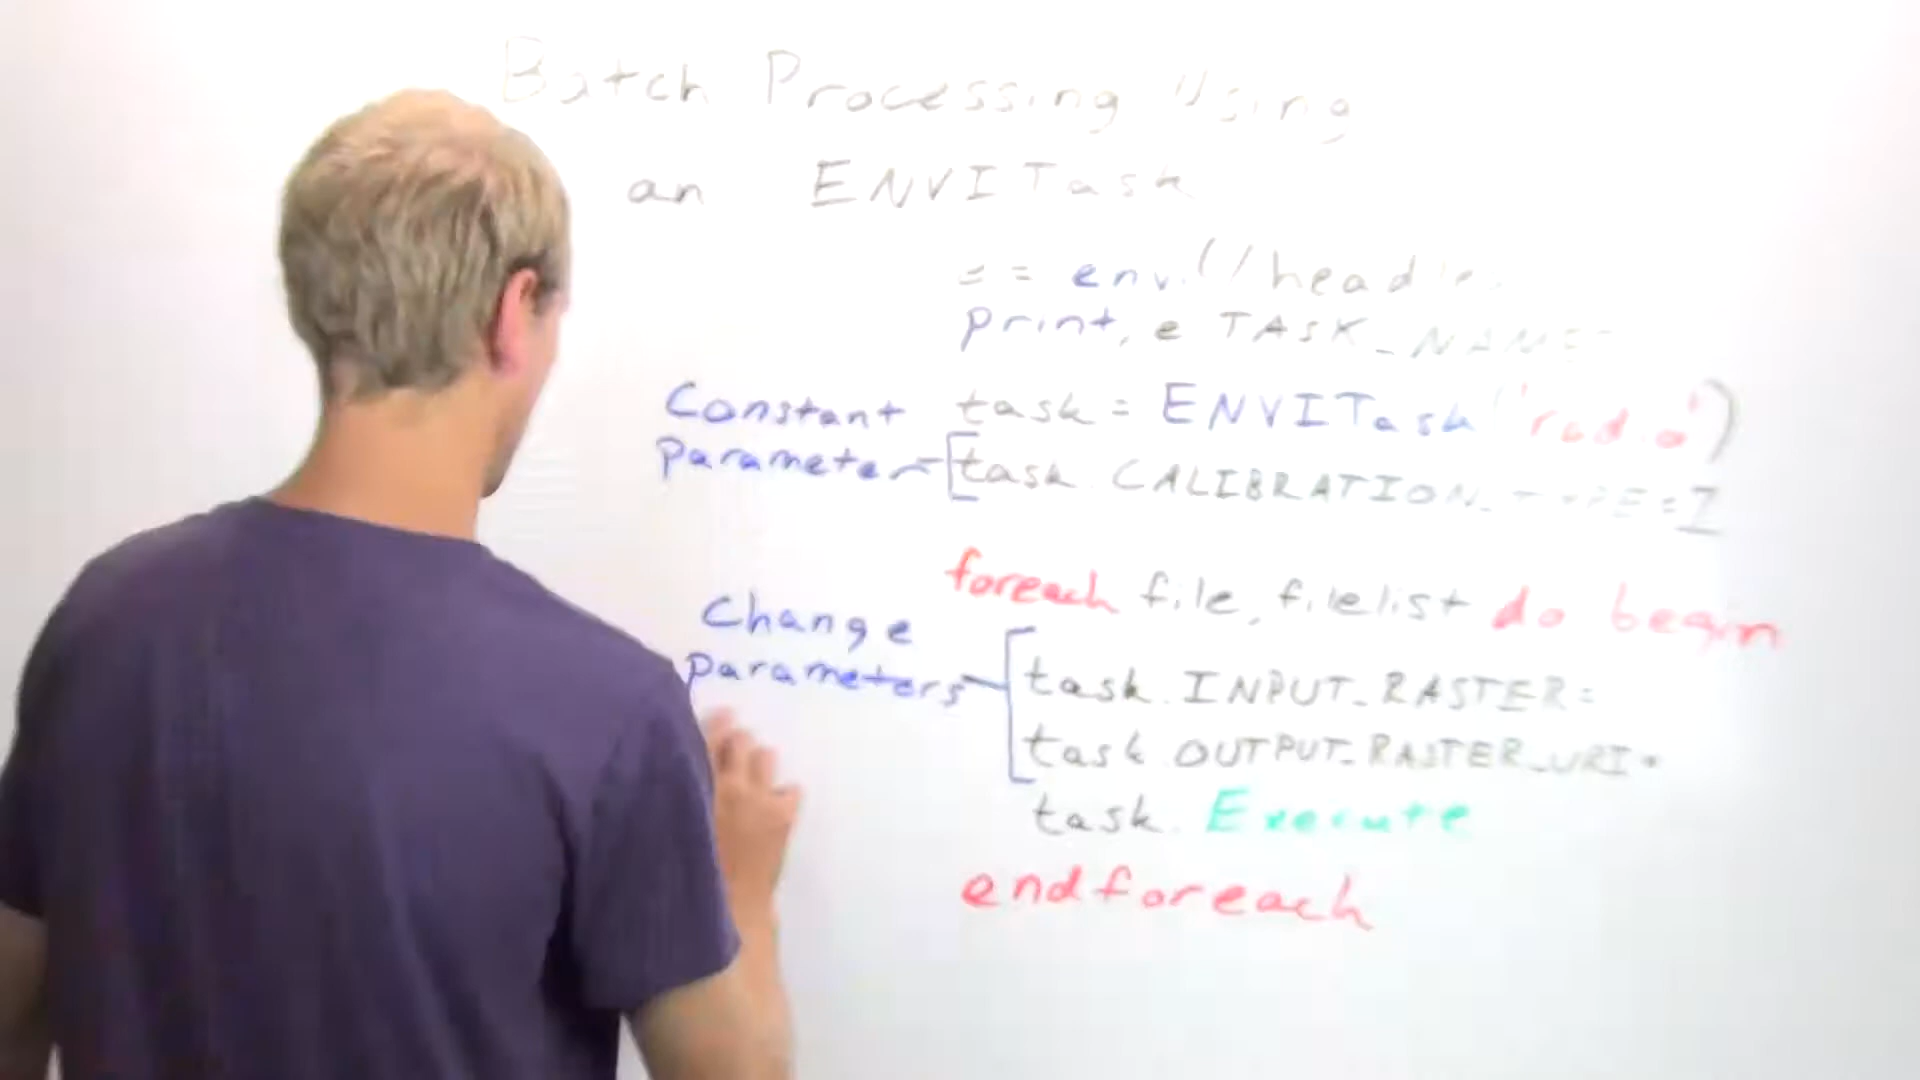 Batch Processing Using
an ENVITask
e = envi(/head
print, e TASK_NAMES
Constant
Parameter
task = ENVITask('radio')
task.CALIBRATION_TYPE=I
foreach file, filelist do begin
Change
Parameters
task.INPUT_RASTER=
task.OUTPUT_RASTER_URI=
task.Execute
endforeach